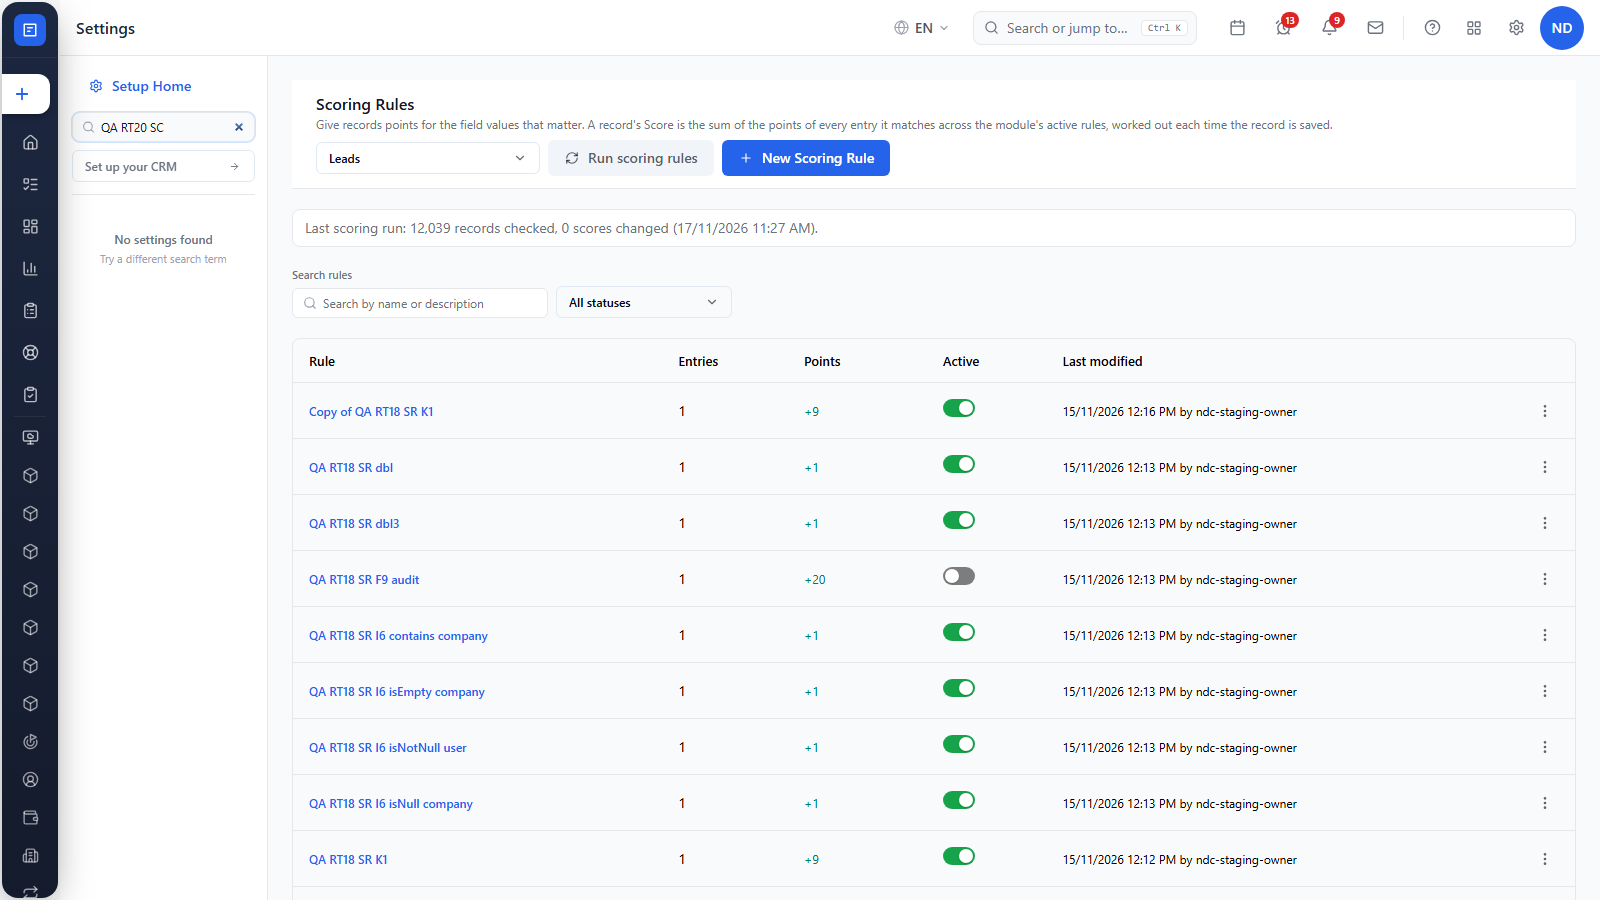 Settings
EN
Search or jump to...
Ctrl K
13
9
ND
Setup Home
QA RT20 SC
Set up your CRM
No settings found
Try a different search term
Scoring Rules
Give records points for the field values that matter. A record's Score is the sum of the points of every entry it matches across the module's active rules, worked out each time the record is saved.
Leads
Run scoring rules
New Scoring Rule
Last scoring run: 12,039 records checked, 0 scores changed (17/11/2026 11:27 AM).
Search rules
Search by name or description
All statuses
Rule Entries Points Active Last modified
Copy of QA RT18 SR K1 1 +9 15/11/2026 12:16 PM by ndc-staging-owner
QA RT18 SR dbl 1 +1 15/11/2026 12:13 PM by ndc-staging-owner
QA RT18 SR dbl3 1 +1 15/11/2026 12:13 PM by ndc-staging-owner
QA RT18 SR F9 audit 1 +20 15/11/2026 12:13 PM by ndc-staging-owner
QA RT18 SR I6 contains company 1 +1 15/11/2026 12:13 PM by ndc-staging-owner
QA RT18 SR I6 isEmpty company 1 +1 15/11/2026 12:13 PM by ndc-staging-owner
QA RT18 SR I6 isNotNull user 1 +1 15/11/2026 12:13 PM by ndc-staging-owner
QA RT18 SR I6 isNull company 1 +1 15/11/2026 12:13 PM by ndc-staging-owner
QA RT18 SR K1 1 +9 15/11/2026 12:12 PM by ndc-staging-owner